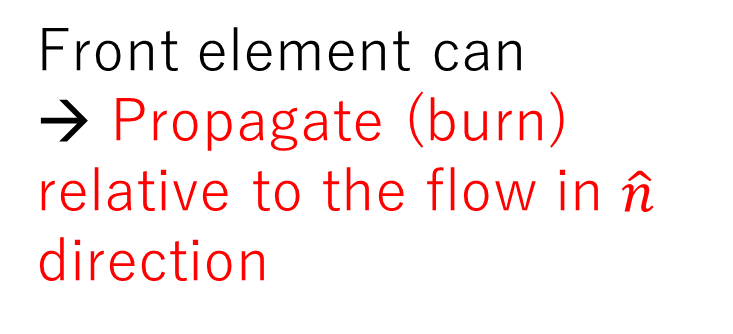 Front element can
→ Propagate (burn)
relative to the flow in n̂
direction